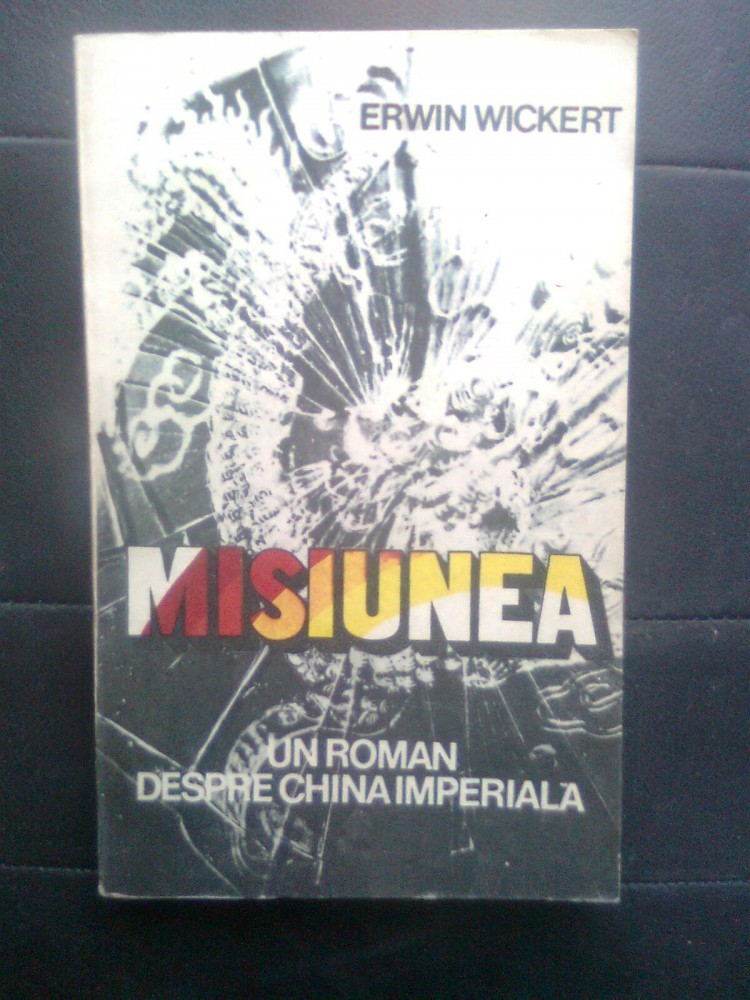 ERWIN WICKERT
MISIUNEA
UN ROMAN
DESPRE CHINA IMPERIALĂ